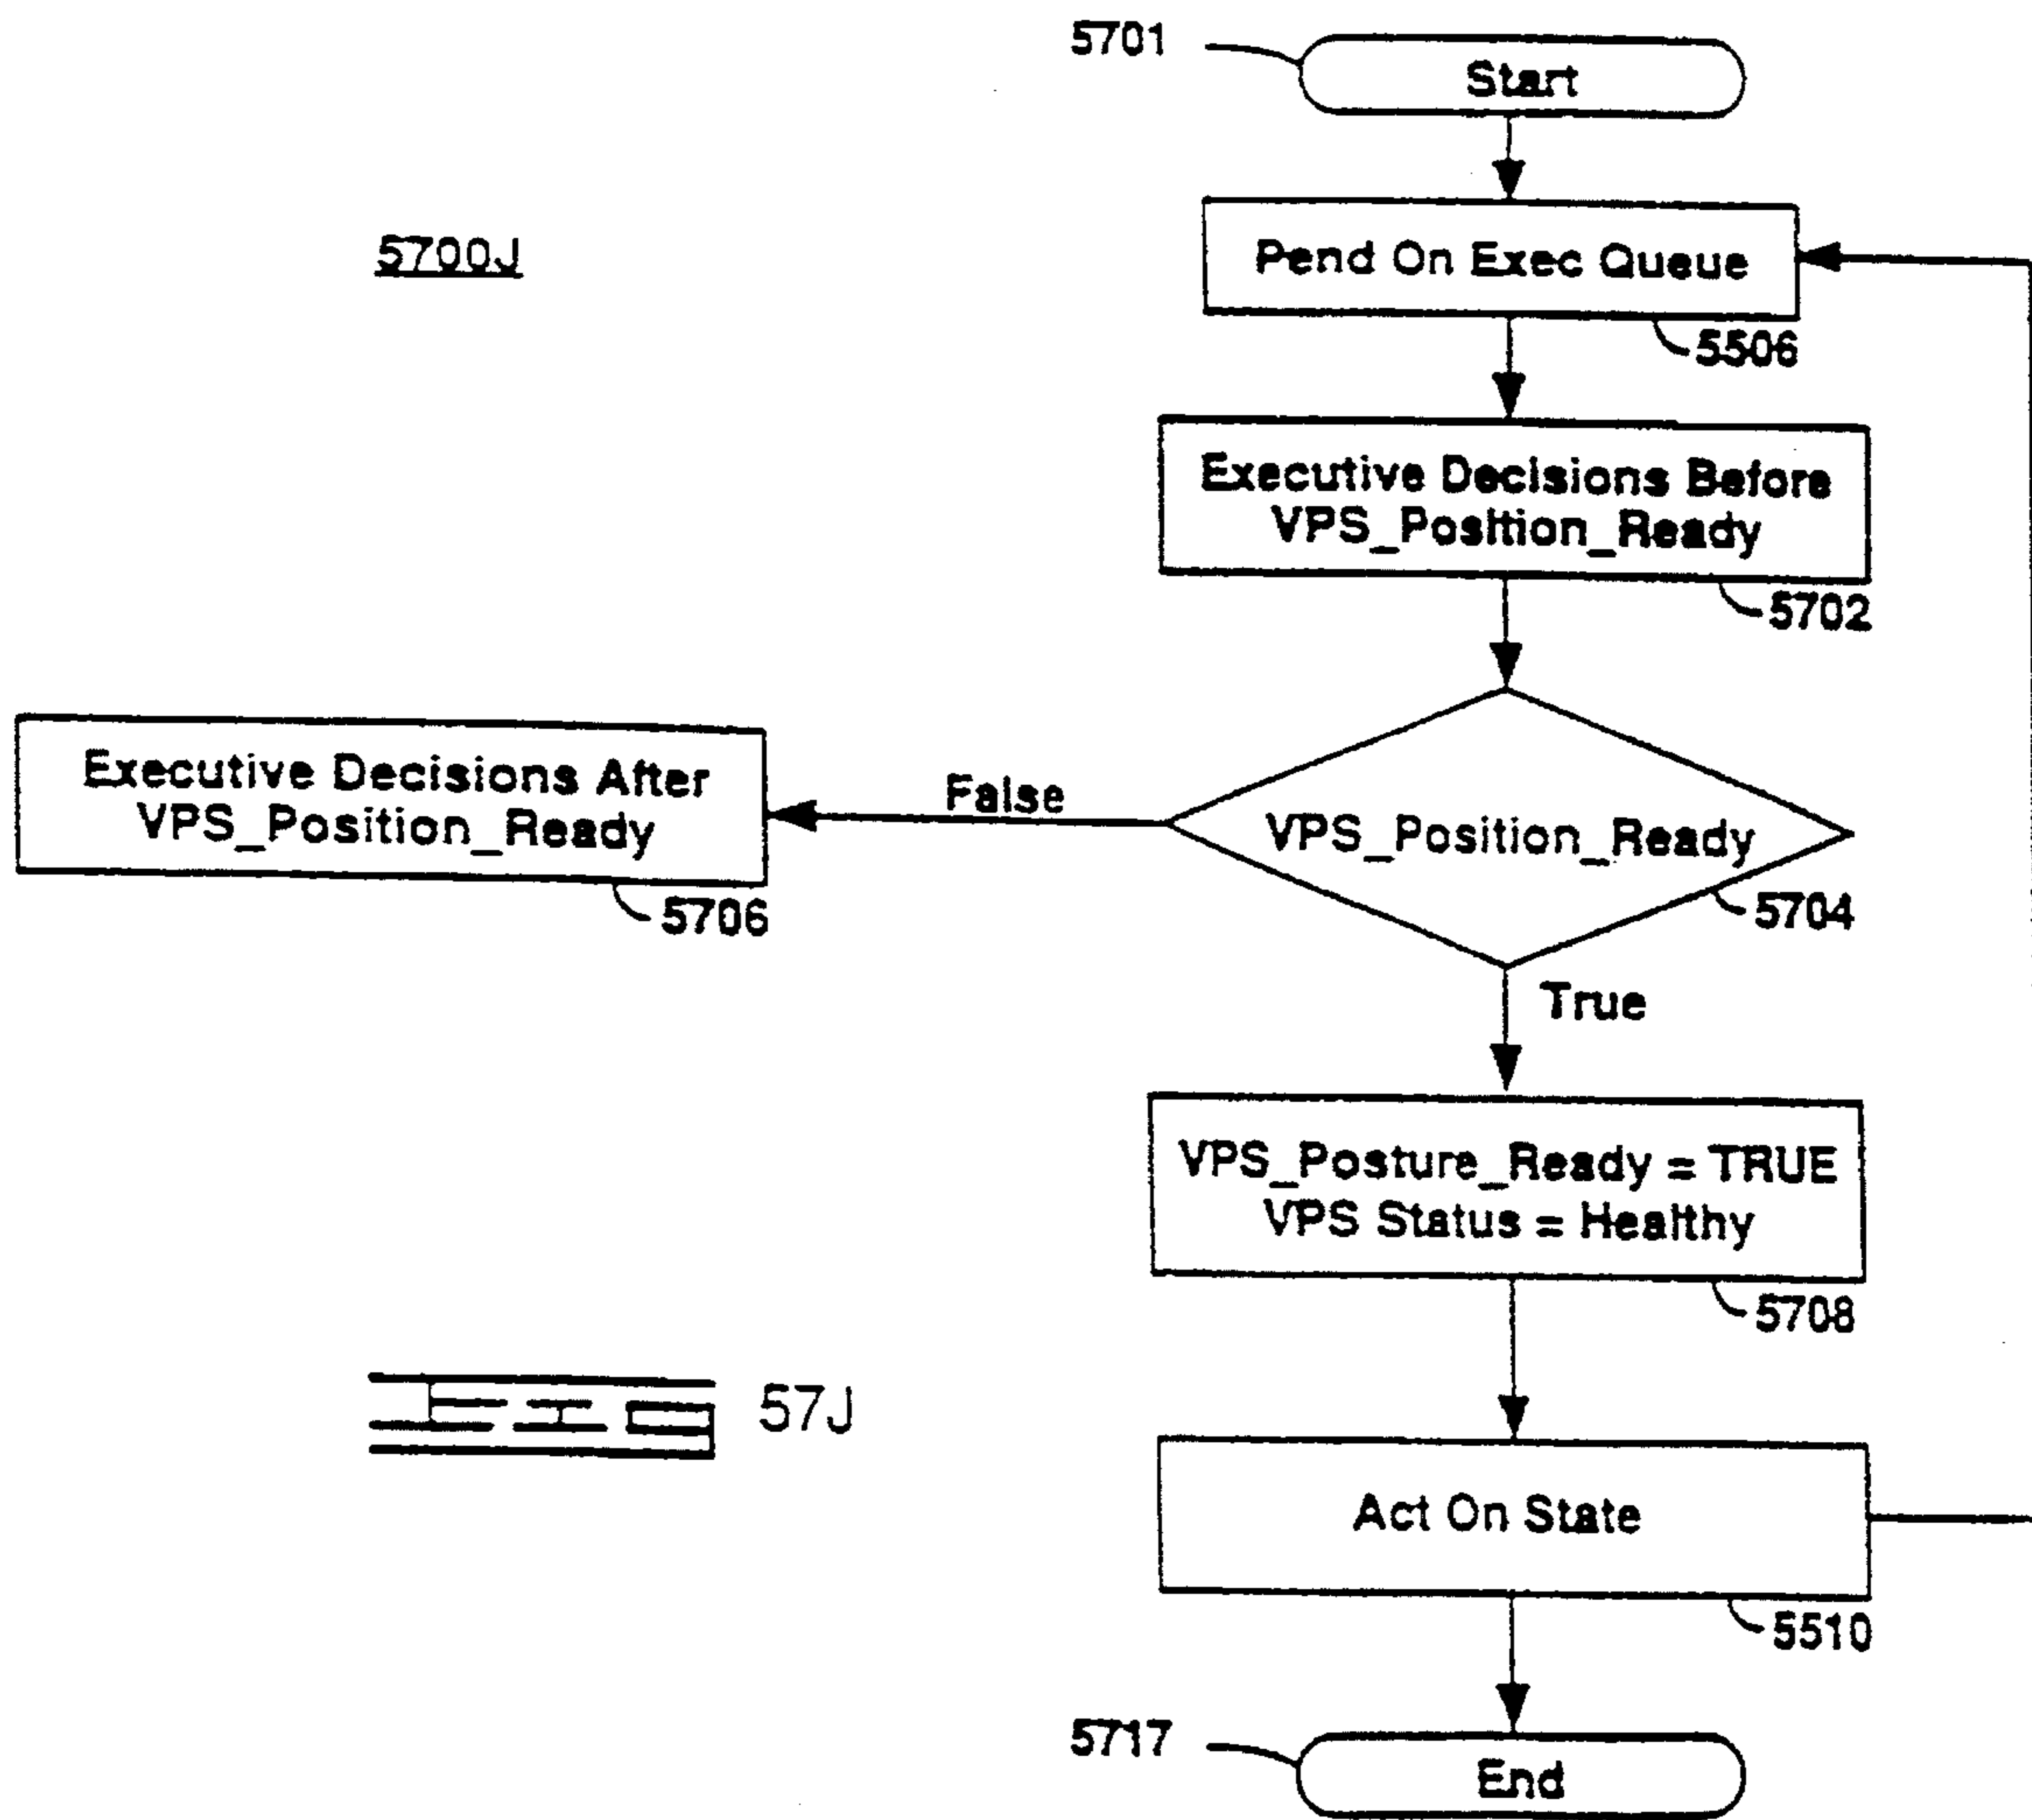 5701
Start
5700J
Pend On Exec Queue
5506
Executive Decisions Before
VPS_Position_Ready
5702
Executive Decisions After
VPS_Position_Ready
5706
False
VPS_Position_Ready
5704
True
VPS_Posture_Ready = TRUE
VPS Status = Healthy
5708
FIG 57J
Act On State
5510
5717
End